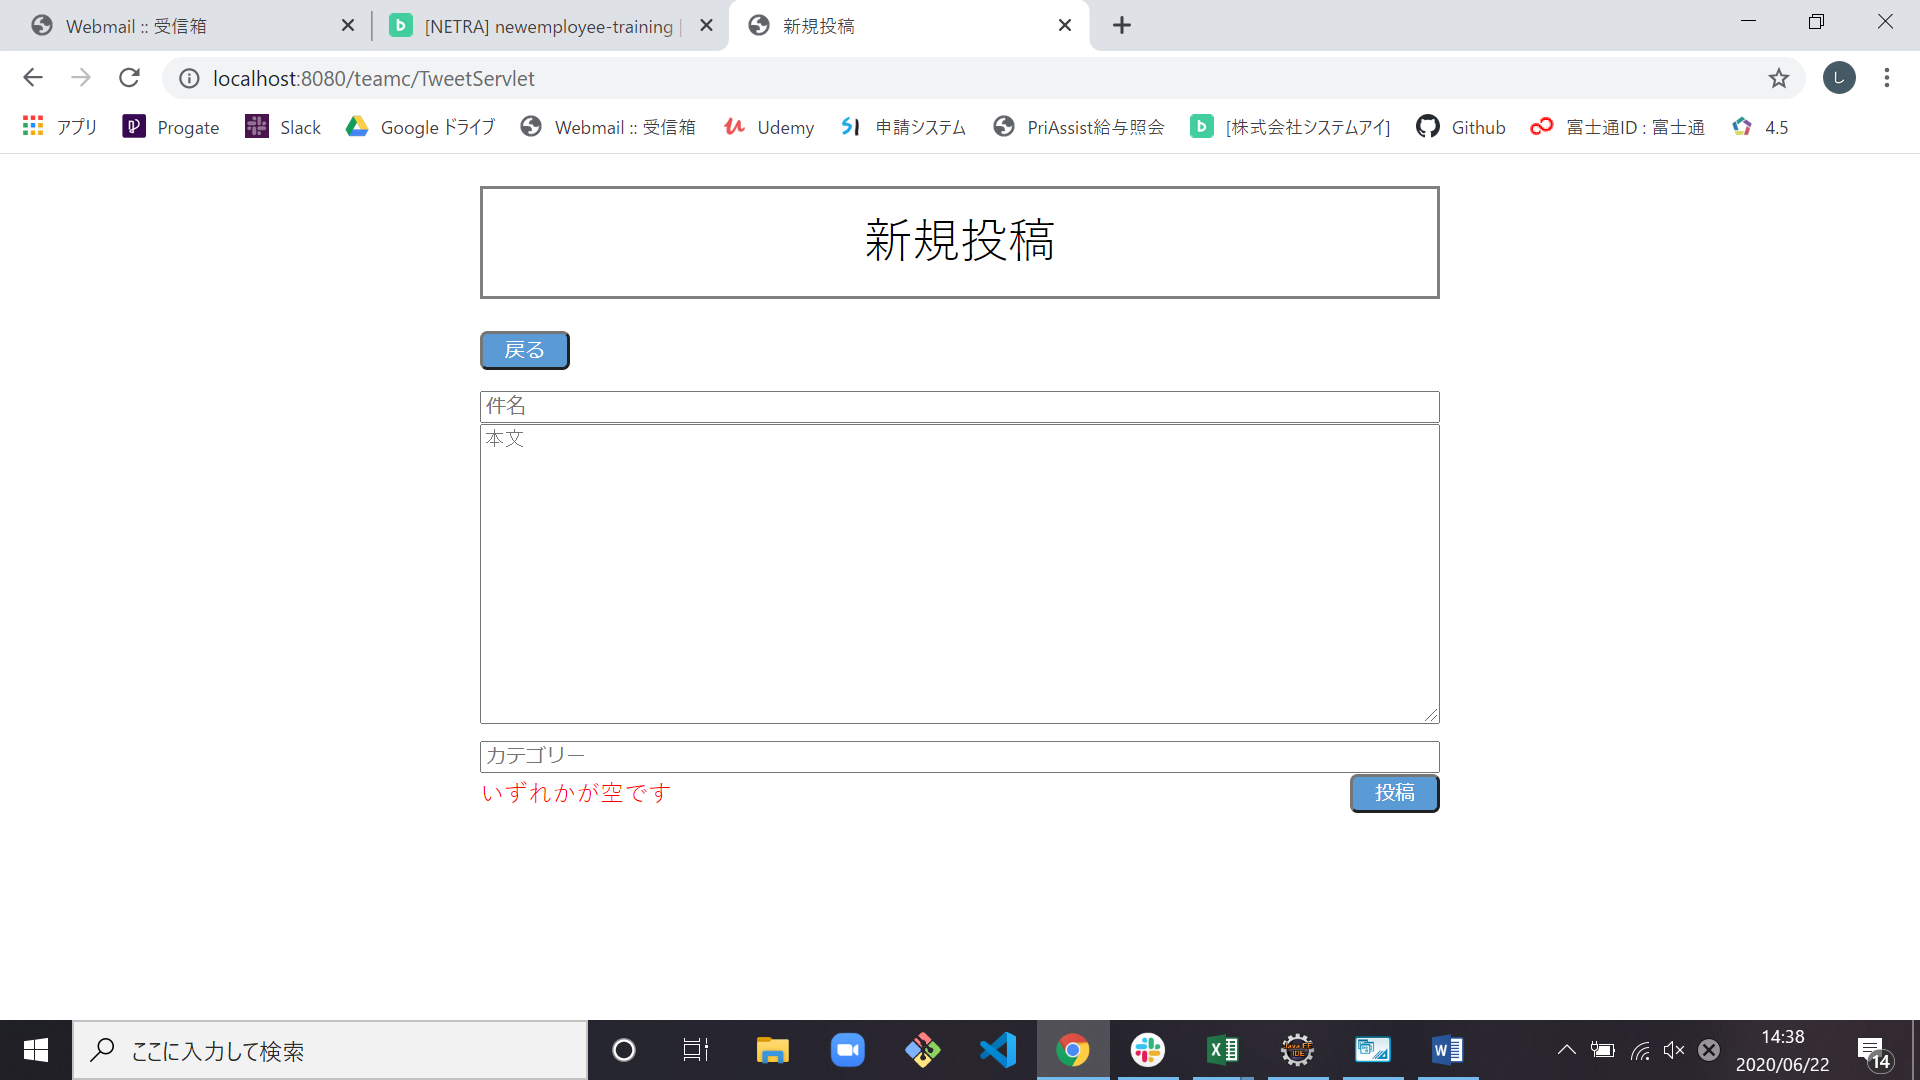 Webmail :: 受信箱
[NETRA] newemployee-training |
新規投稿
localhost:8080/teamc/TweetServlet
し
アプリ
Progate
Slack
Google ドライブ
Webmail :: 受信箱
Udemy
申請システム
PriAssist給与照会
[株式会社システムアイ]
Github
富士通ID : 富士通
4.5
新規投稿
戻る
件名
本文
カテゴリー
いずれかが空です
投稿
ここに入力して検索
14:38
2020/06/22
14